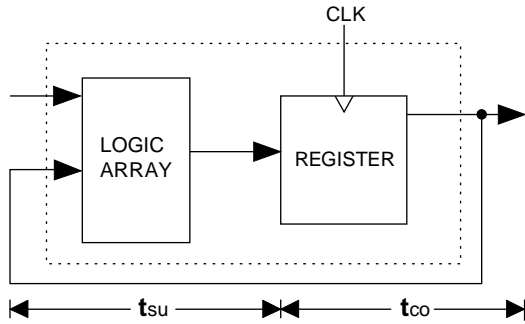 CLK
LOGIC
ARRAY
REGISTER
tsu
tco